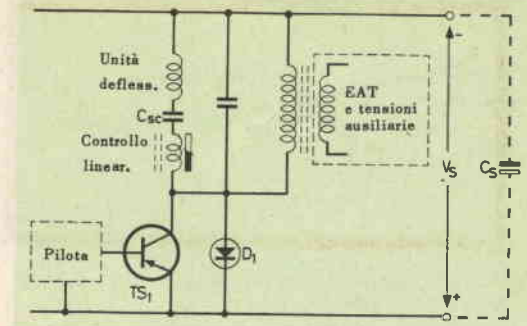 Unità
defless.
Csc
Controllo
linear.
EAT
e tensioni
ausiliarie
-
Vs
Cs
Pilota
TS1
D1
+